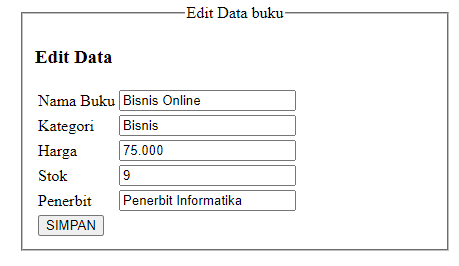 Edit Data buku
Edit Data
Nama Buku Bisnis Online
Kategori Bisnis
Harga 75.000
Stok 9
Penerbit Penerbit Informatika
SIMPAN